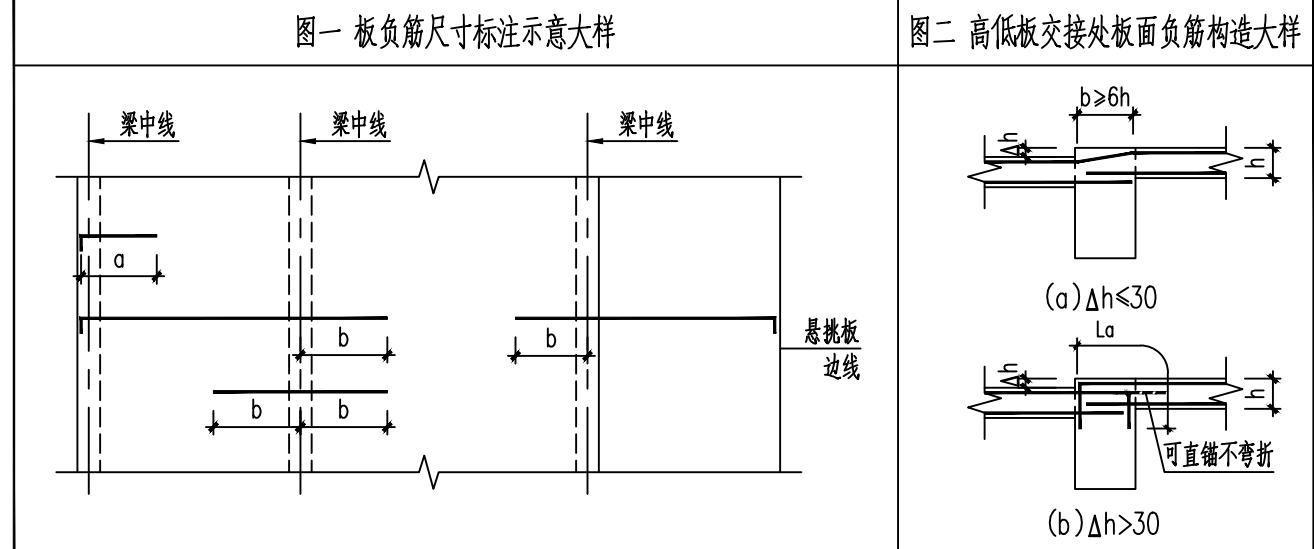 图一 板负筋尺寸标注示意大样
梁中线
梁中线
梁中线
a
b
b
b
b
悬挑板
边线
图二 高低板交接处板面负筋构造大样
b≥6h
Δh
h
(a)Δh≤30
La
Δh
h
可直锚不弯折
(b)Δh>30